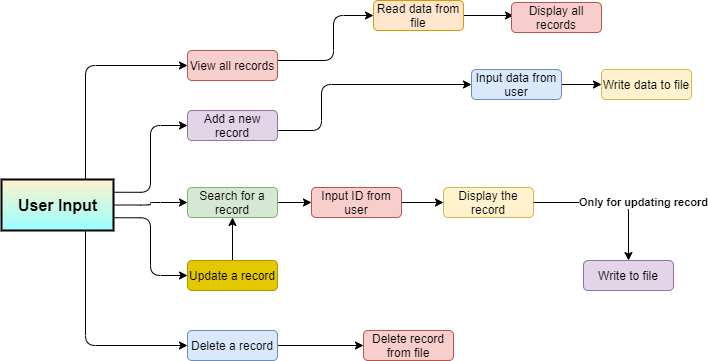 Read data from
file
Display all
records
View all records
Input data from
user
Write data to file
Add a new
record
User Input
Search for a
record
Input ID from
user
Display the
record
Only for updating record
Update a record
Write to file
Delete a record
Delete record
from file